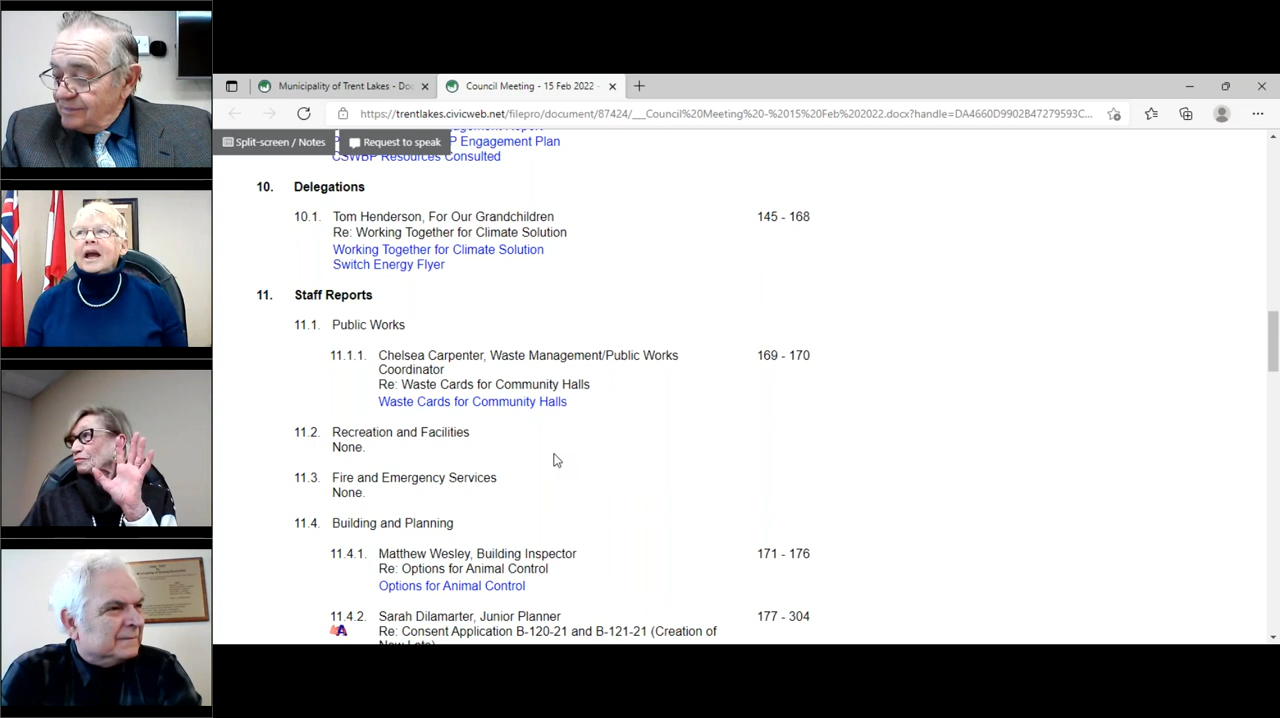 Municipality of Trent Lakes - Doc
Council Meeting - 15 Feb 2022 -
https://trentlakes.civicweb.net/filepro/document/87424/___Council%20Meeting%20-%2015%20Feb%202022.docx?handle=DA4660D9902B47279593C...
Split-screen / Notes
Request to speak
P Engagement Plan
CSWBP Resources Consulted
10. Delegations
10.1. Tom Henderson, For Our Grandchildren 145 - 168
Re: Working Together for Climate Solution
Working Together for Climate Solution
Switch Energy Flyer
11. Staff Reports
11.1. Public Works
11.1.1. Chelsea Carpenter, Waste Management/Public Works 169 - 170
Coordinator
Re: Waste Cards for Community Halls
Waste Cards for Community Halls
11.2. Recreation and Facilities
None.
11.3. Fire and Emergency Services
None.
11.4. Building and Planning
11.4.1. Matthew Wesley, Building Inspector 171 - 176
Re: Options for Animal Control
Options for Animal Control
11.4.2. Sarah Dilamarter, Junior Planner 177 - 304
Re: Consent Application B-120-21 and B-121-21 (Creation of